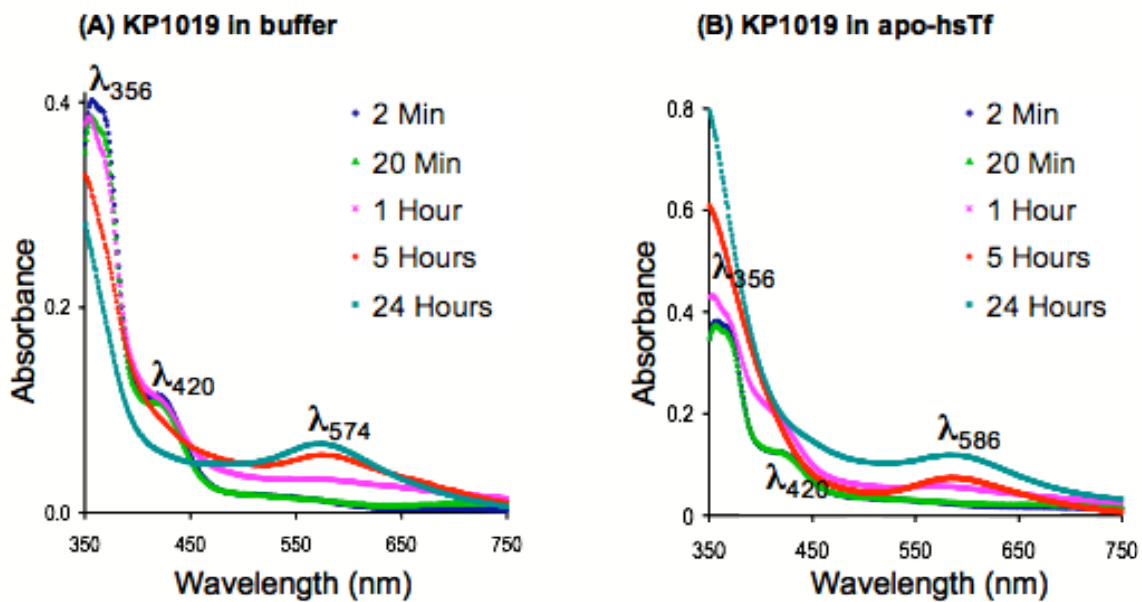 (A) KP1019 in buffer
λ356
λ420
λ574
2 Min
20 Min
1 Hour
5 Hours
24 Hours
0.4
0.2
0.0
350
450
550
650
750
Absorbance
Wavelength (nm)
(B) KP1019 in apo-hsTf
λ356
λ420
λ586
2 Min
20 Min
1 Hour
5 Hours
24 Hours
0.8
0.6
0.4
0.2
0
350
450
550
650
750
Absorbance
Wavelength (nm)